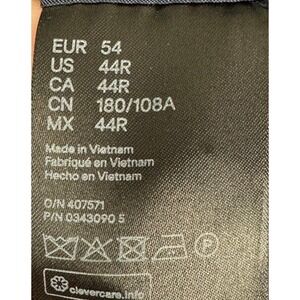 EUR 54
US 44R
CA 44R
CN 180/108A
MX 44R
Made in Vietnam
Fabriqué en Vietnam
Hecho en Vietnam
O/N 407571
P/N 0343090 5
P
clevercare.info